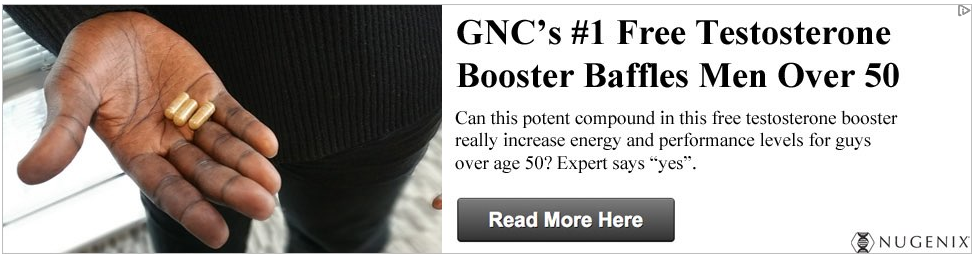 GNC’s #1 Free Testosterone
Booster Baffles Men Over 50
Can this potent compound in this free testosterone booster
really increase energy and performance levels for guys
over age 50? Expert says “yes”.
Read More Here
NUGENIX